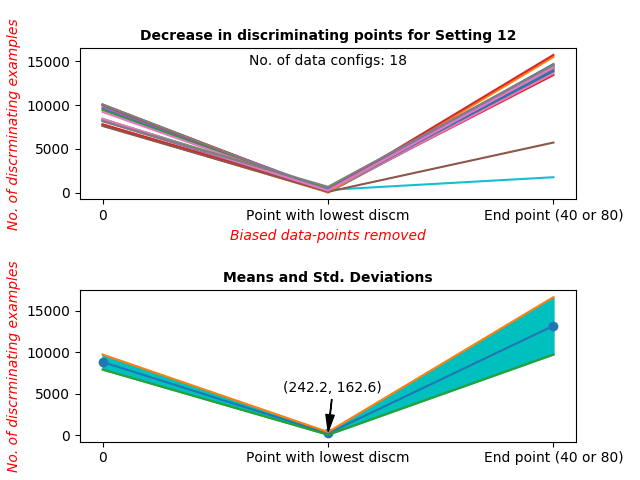 Decrease in discriminating points for Setting 12
No. of data configs: 18
No. of discrminating examples
15000
10000
5000
0
0
Point with lowest discm
End point (40 or 80)
Biased data-points removed
Means and Std. Deviations
No. of discrminating examples
15000
10000
5000
0
(242.2, 162.6)
0
Point with lowest discm
End point (40 or 80)